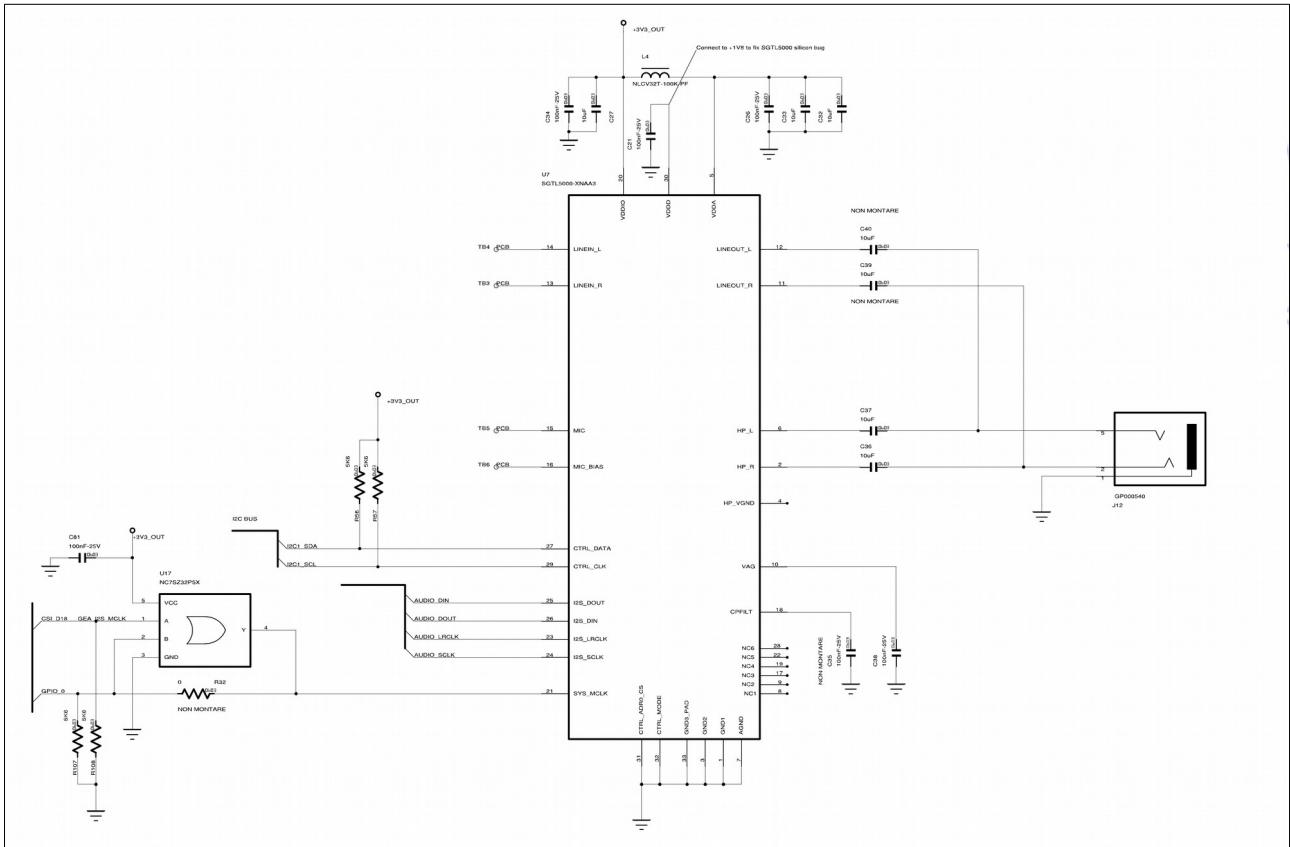 +3V3_OUT
Connect to +1V8 to fix SGTL5000 silicon bug
L4
NLCV32T-100K-PF
C34
100nF-25V
10uF
C27
C21
100nF-25V
C26
100nF-25V
C33
10uF
C32
10uF
U7
SGTL5000-XNAA3
20
30
5
VDDIO
VDDD
VDDA
NON MONTARE
C40
10uF
TB4 PCB
14
LINEIN_L
LINEOUT_L
12
C39
10uF
TB3 PCB
13
LINEIN_R
LINEOUT_R
11
NON MONTARE
+3V3_OUT
C37
10uF
TB5 PCB
15
MIC
HP_L
6
5
C36
10uF
TB6 PCB
16
MIC_BIAS
HP_R
2
2
1
5K6
5K6
R56
R57
HP_VGND
4
GP000540
J12
I2C BUS
+3V3_OUT
C81
100nF-25V
I2C1_SDA
27
CTRL_DATA
I2C1_SCL
29
CTRL_CLK
VAG
10
U17
NC7SZ32P5X
5
VCC
AUDIO_DIN
25
I2S_DOUT
CPFILT
18
CSI_D18
GEA_I2S_MCLK
1
A
AUDIO_DOUT
26
I2S_DIN
Y
4
2
B
AUDIO_LRCLK
23
I2S_LRCLK
3
GND
AUDIO_SCLK
24
I2S_SCLK
NON MONTARE
C35
100nF-25V
C38
100nF-25V
NC6
28
NC5
22
NC4
19
NC3
17
NC2
9
NC1
8
GPIO_0
0
R32
NON MONTARE
21
SYS_MCLK
5K6
5K6
R107
R108
CTRL_ADR0_CS
CTRL_MODE
GND3_PAD
GND2
GND1
AGND
31
32
33
3
1
7